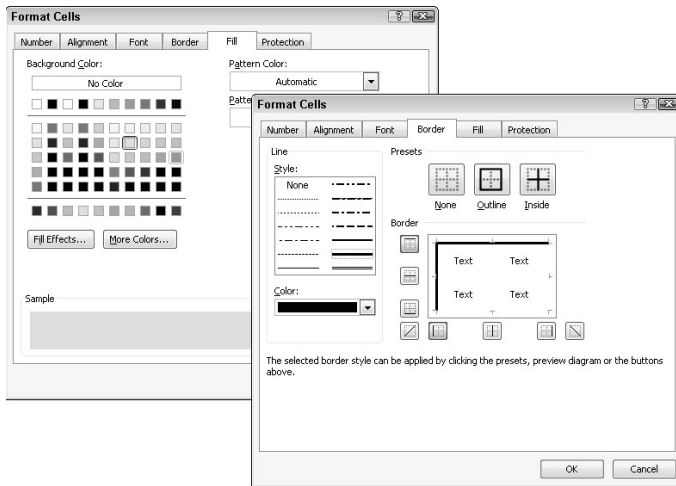 Format Cells
Number Alignment Font Border Fill Protection
Background Color:
No Color
Fill Effects... More Colors...
Sample
Pattern Color:
Automatic
Patte
Format Cells
Number Alignment Font Border Fill Protection
Line
Style:
None
Color:
Presets
None Outline Inside
Border
Text Text
Text Text
The selected border style can be applied by clicking the presets, preview diagram or the buttons
above.
OK Cancel